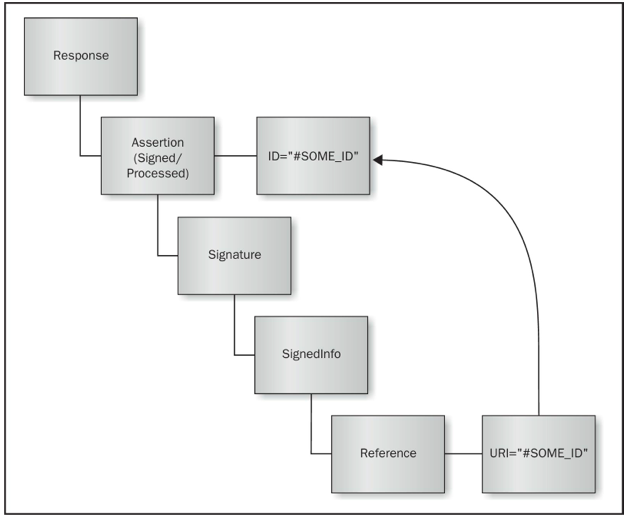 Response
Assertion
(Signed/
Processed)
ID="#SOME_ID"
Signature
SignedInfo
Reference
URI="#SOME_ID"